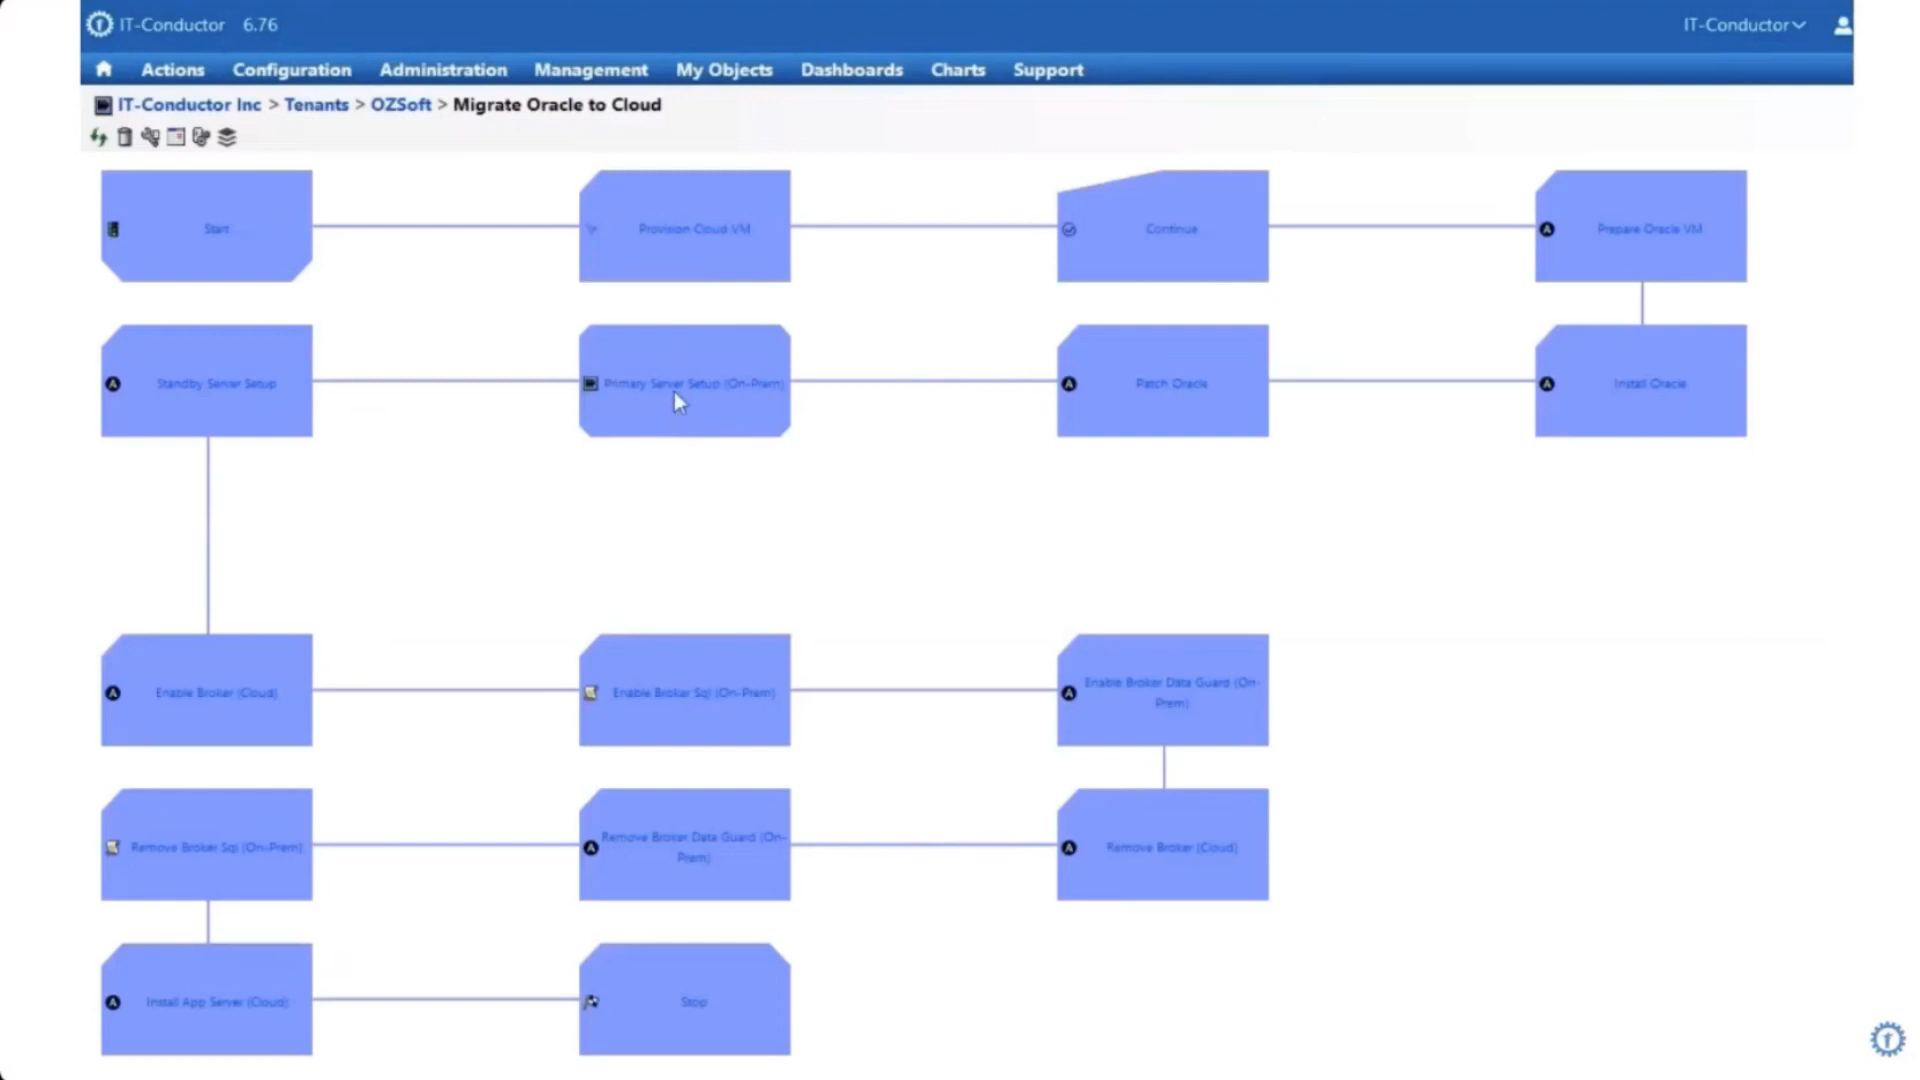 IT-Conductor 6.76
IT-Conductor
Actions Configuration Administration Management My Objects Dashboards Charts Support
IT-Conductor Inc > Tenants > OZSoft > Migrate Oracle to Cloud
Start
Provision Cloud VM
Continue
Prepare Oracle VM
Standby Server Setup
Primary Server Setup (On-Prem)
Patch Oracle
Install Oracle
Enable Broker (Cloud)
Enable Broker Sql (On-Prem)
Enable Broker Data Guard (On-
Prem)
Remove Broker Sql (On-Prem)
Remove Broker Data Guard (On-
Prem)
Remove Broker (Cloud)
Install App Server (Cloud)
Stop